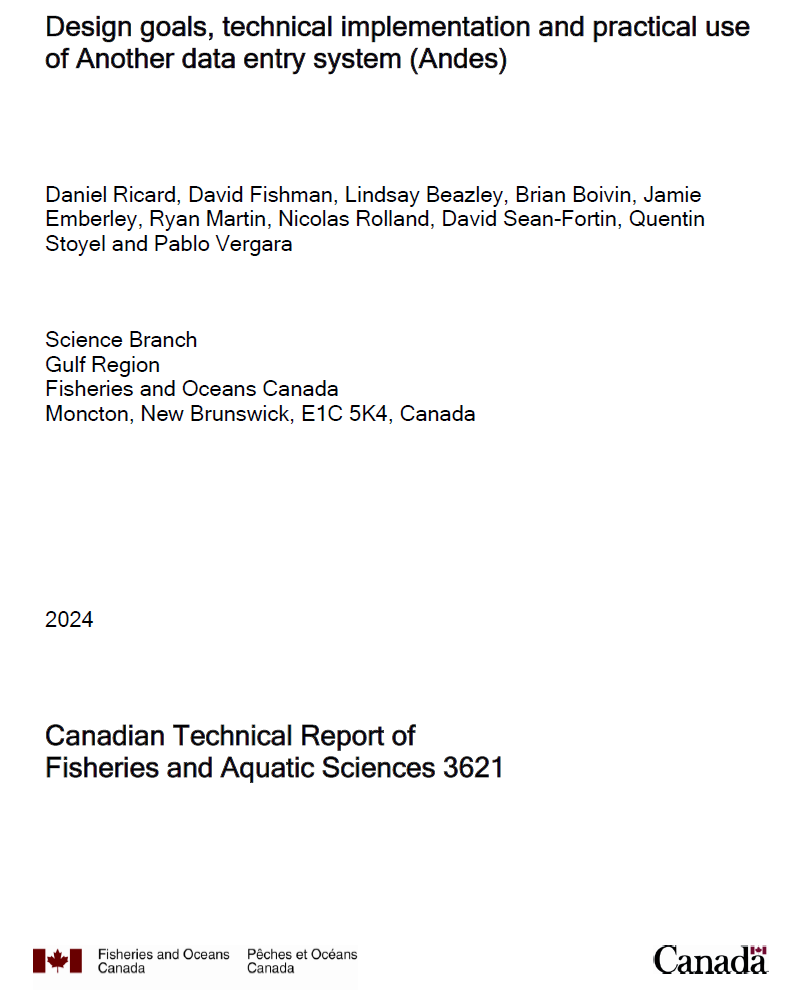 Design goals, technical implementation and practical use
of Another data entry system (Andes)
Daniel Ricard, David Fishman, Lindsay Beazley, Brian Boivin, Jamie
Emberley, Ryan Martin, Nicolas Rolland, David Sean-Fortin, Quentin
Stoyel and Pablo Vergara
Science Branch
Gulf Region
Fisheries and Oceans Canada
Moncton, New Brunswick, E1C 5K4, Canada
2024
Canadian Technical Report of
Fisheries and Aquatic Sciences 3621
Fisheries and Oceans
Canada
Pêches et Océans
Canada
Canada